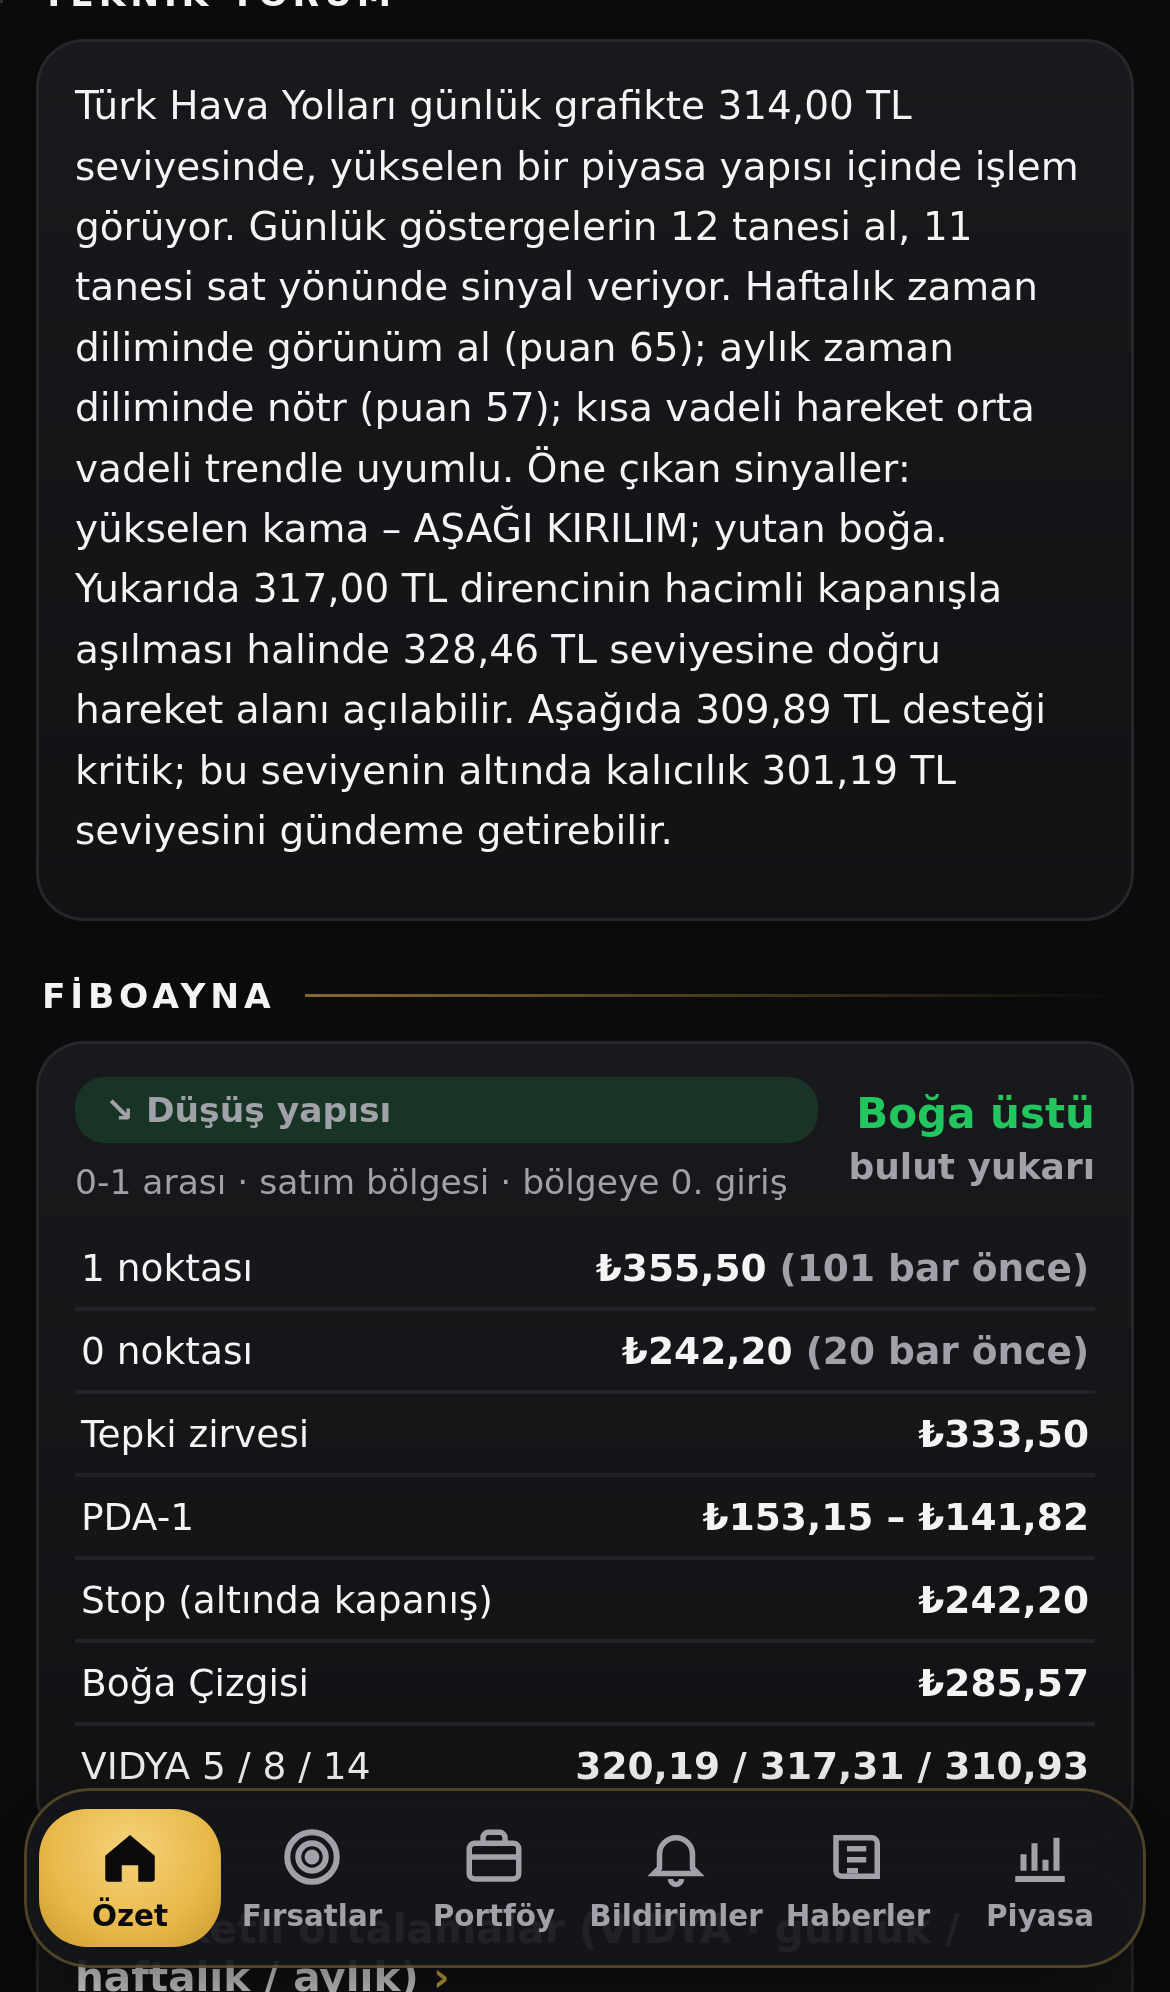 TEKNİK YORUM
Türk Hava Yolları günlük grafikte 314,00 TL
seviyesinde, yükselen bir piyasa yapısı içinde işlem
görüyor. Günlük göstergelerin 12 tanesi al, 11
tanesi sat yönünde sinyal veriyor. Haftalık zaman
diliminde görünüm al (puan 65); aylık zaman
diliminde nötr (puan 57); kısa vadeli hareket orta
vadeli trendle uyumlu. Öne çıkan sinyaller:
yükselen kama – AŞAĞI KIRILIM; yutan boğa.
Yukarıda 317,00 TL direncinin hacimli kapanışla
aşılması halinde 328,46 TL seviyesine doğru
hareket alanı açılabilir. Aşağıda 309,89 TL desteği
kritik; bu seviyenin altında kalıcılık 301,19 TL
seviyesini gündeme getirebilir.
FİBOAYNA
↘ Düşüş yapısı
Boğa üstü
0-1 arası · satım bölgesi · bölgeye 0. giriş
bulut yukarı
1 noktası ₺355,50 (101 bar önce)
0 noktası ₺242,20 (20 bar önce)
Tepki zirvesi ₺333,50
PDA-1 ₺153,15 – ₺141,82
Stop (altında kapanış) ₺242,20
Boğa Çizgisi ₺285,57
VIDYA 5 / 8 / 14 320,19 / 317,31 / 310,93
Özet Fırsatlar Portföy Bildirimler Haberler Piyasa
ortalamalar (VIDYA · günlük /
haftalık / aylık) ›